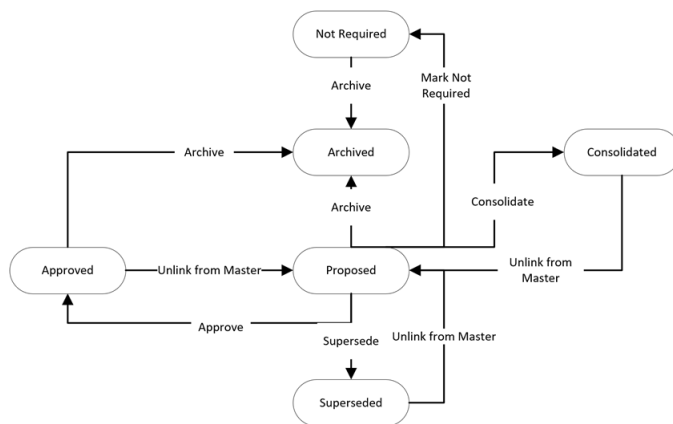 Not Required
Archive
Mark Not
Required
Archive
Archived
Consolidated
Archive
Consolidate
Approved
Unlink from Master
Proposed
Unlink from
Master
Approve
Supersede
Unlink from Master
Superseded